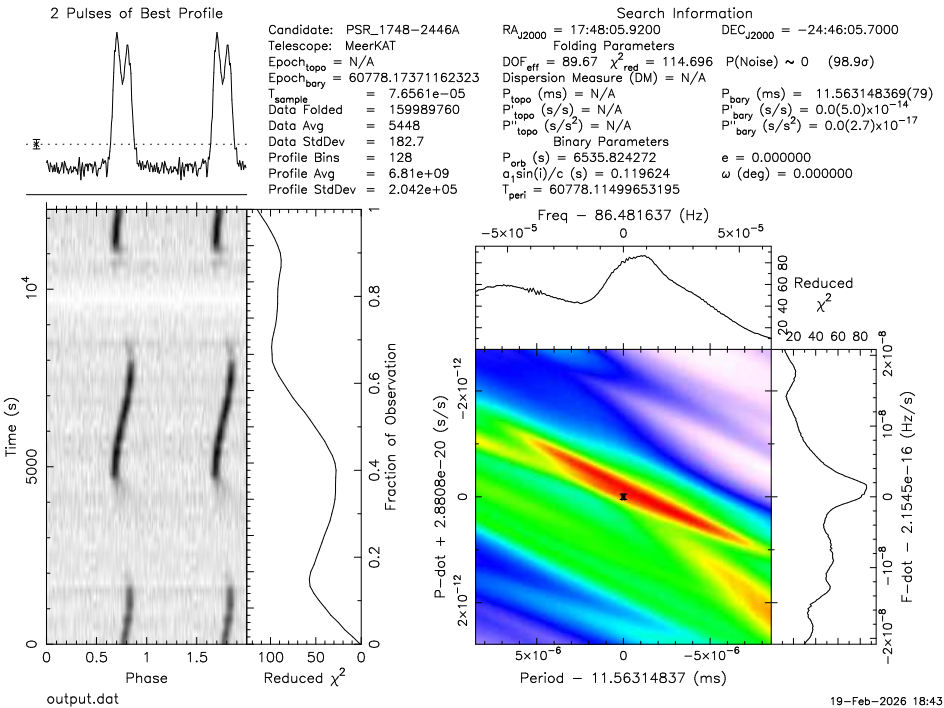 2 Pulses of Best Profile
Search Information
Candidate: PSR_1748-2446A
Telescope: MeerKAT
Epoch_topo = N/A
Epoch_bary = 60778.17371162323
T_sample = 7.6561e-05
Data Folded = 159989760
Data Avg = 5448
Data StdDev = 182.7
Profile Bins = 128
Profile Avg = 6.81e+09
Profile StdDev = 2.042e+05
RA_J2000 = 17:48:05.9200 DEC_J2000 = -24:46:05.7000
Folding Parameters
DOF_eff = 89.67 χ²_red = 114.696 P(Noise) ~ 0 (98.9σ)
Dispersion Measure (DM) = N/A
P_topo (ms) = N/A P_bary (ms) = 11.563148369(79)
P'_topo (s/s) = N/A P'_bary (s/s) = 0.0(5.0)x10⁻¹⁴
P''_topo (s/s²) = N/A P''_bary (s/s²) = 0.0(2.7)x10⁻¹⁷
Binary Parameters
P_orb (s) = 6535.824272 e = 0.000000
a₁sin(i)/c (s) = 0.119624 ω (deg) = 0.000000
T_peri = 60778.11499653195
Time (s)
0 5000 10⁴
0 0.5 1 1.5
Phase
100 50 0
Reduced χ²
0 0.2 0.4 0.6 0.8 1
Fraction of Observation
Freq - 86.481637 (Hz)
-5×10⁻⁵ 0 5×10⁻⁵
20 40 60 80
Reduced χ²
20 40 60 80
P-dot + 2.8808e-20 (s/s)
-2×10⁻¹² 0 2×10⁻¹²
5×10⁻⁶ 0 -5×10⁻⁶
Period - 11.56314837 (ms)
2×10⁻⁸ 10⁻⁸ 0 -10⁻⁸ -2×10⁻⁸
F-dot - 2.1545e-16 (Hz/s)
output.dat
19-Feb-2026 18:43